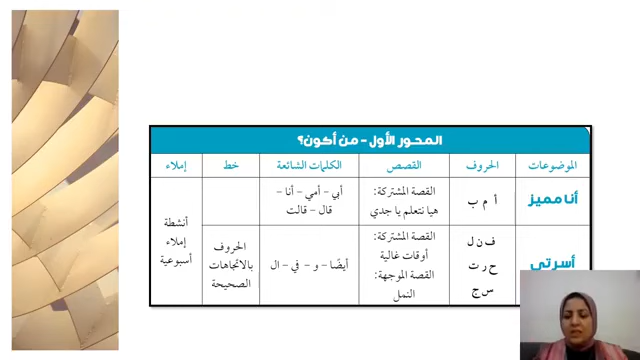 المحور الأول - من أكون؟
الموضوعات
الحروف
القصص
الكلمات الشائعة
خط
إملاء
أنا مميز
أ م ب
القصة المشتركة:
هيا نتعلم يا جدي
أبي - أمي - أنا -
قال - قالت
أسرتي
ف ن ل
ح ر ت
س ج
القصة المشتركة:
أوقات غالية
القصة الموجهة:
النمل
أيضًا - و - في - ال
الحروف
بالاتجاهات
الصحيحة
أنشطة
إملاء
أسبوعية